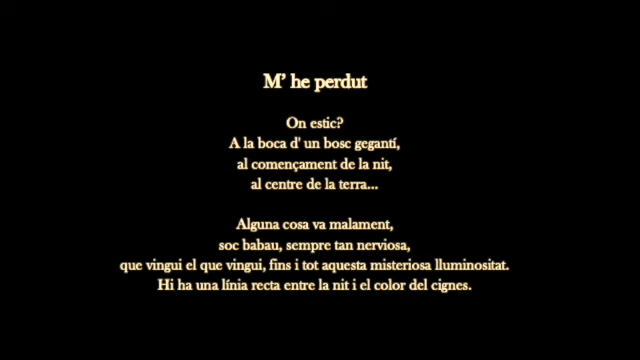 M' he perdut
On estic?
A la boca d' un bosc gegantí,
al començament de la nit,
al centre de la terra...
Alguna cosa va malament,
soc babau, sempre tan nerviosa,
que vingui el que vingui, fins i tot aquesta misteriosa lluminositat.
Hi ha una línia recta entre la nit i el color del cignes.